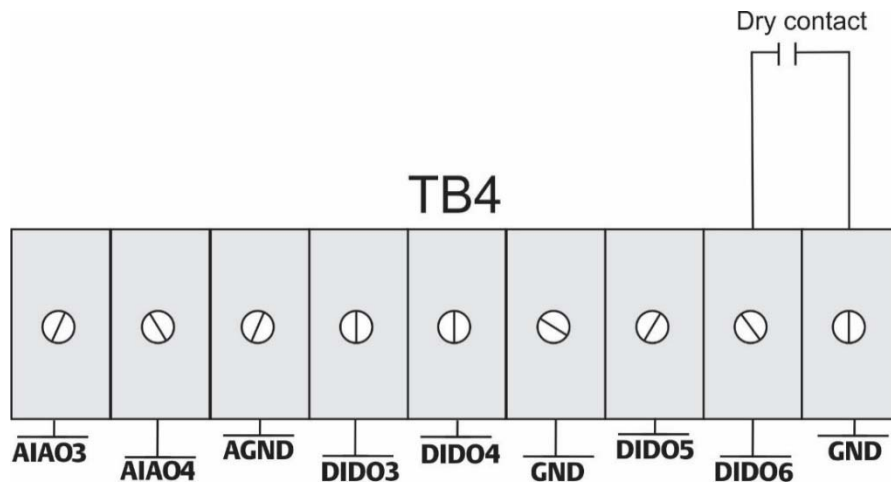 Dry contact
TB4
AIAO3
AIAO4
AGND
DIDO3
DIDO4
GND
DIDO5
DIDO6
GND